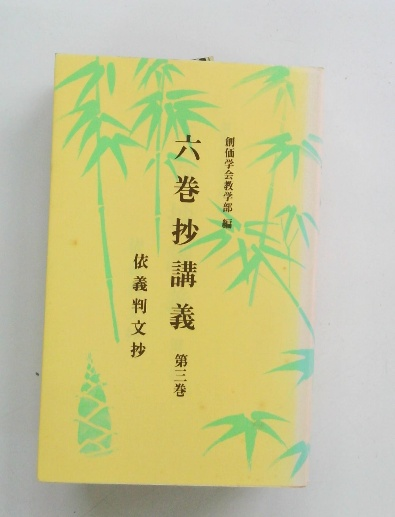 創価学会教学部 編
六巻抄講義 第三巻
依義判文抄